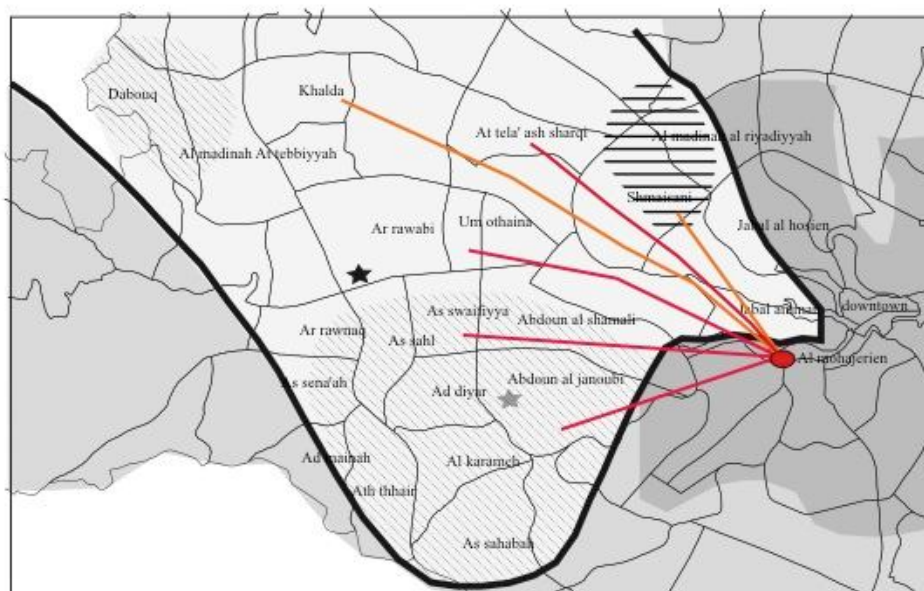 Khalda
Dabouq
At tela' ash sharqi
Al madinah al riyadiyyah
Al madinah At tebbiyyah
Shmaisani
Um othaina
Ar rawabi
Jabal al hosien
As swaifiyya
Jabal amman
downtown
Abdoun al shamali
Ar rawnaq
As sahl
Al mohajerien
As sena'ah
Abdoun al janoubi
Ad diyar
Ad mainah
Al karameh
Ath thhair
As sahabah